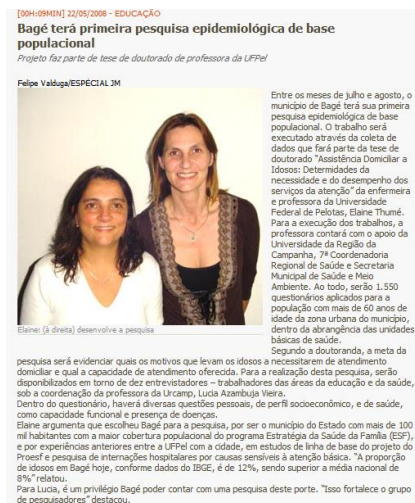 [00H:09MIN] 22/05/2008 - EDUCAÇÃO
Bagé terá primeira pesquisa epidemiológica de base
populacional
Projeto faz parte de tese de doutorado de professora da UFPel
Felipe Valduga/ESPECIAL JM
Entre os meses de julho e agosto, o
município de Bagé terá sua primeira
pesquisa epidemiológica de base
populacional. O trabalho será
executado através da coleta de
dados que fará parte da tese de
doutorado "Assistência Domiciliar a
Idosos: Determidades da
necessidade e do desempenho dos
serviços da atenção" da enfermeira
e professora da Universidade
Federal de Pelotas, Elaine Thumé.
Para a execução dos trabalhos, a
professora contará com o apoio da
Universidade da Região da
Campanha, 7ª Coordenadoria
Regional de Saúde e Secretaria
Municipal de Saúde e Meio
Ambiente. Ao todo, serão 1.550
questionários aplicados para a
população com mais de 60 anos de
idade da zona urbana do município,
dentro da abrangência das unidades
básicas de saúde.
Elaine: (à direita) desenvolve a pesquisa
Segundo a doutoranda, a meta da
pesquisa será evidenciar quais os motivos que levam os idosos a necessitarem de atendimento
domiciliar e qual a capacidade de atendimento oferecida. Para a realização desta pesquisa, serão
disponibilizados em torno de dez entrevistadores – trabalhadores das áreas da educação e da saúde,
sob a coordenação da professora da Urcamp, Lucia Azambuja Vieira.
Dentro do questionário, haverá diversas questões pessoais, de perfil socioeconômico, e de saúde,
como capacidade funcional e presença de doenças.
Elaine argumenta que escolheu Bagé para a pesquisa, por ser o município do Estado com mais de 100
mil habitantes com a maior cobertura populacional do programa Estratégia da Saúde da Família (ESF),
e por experiências anteriores entre a UFPel com a cidade, em estudos de linha de base do projeto do
Proesf e pesquisa de internações hospitalares por causas sensíveis à atenção básica. "A proporção
de idosos em Bagé hoje, conforme dados do IBGE, é de 12%, sendo superior a média nacional de
8%" relatou.
Para Lucia, é um privilégio Bagé poder contar com uma pesquisa deste porte. "Isso fortalece o grupo
de pesquisadores" destacou.